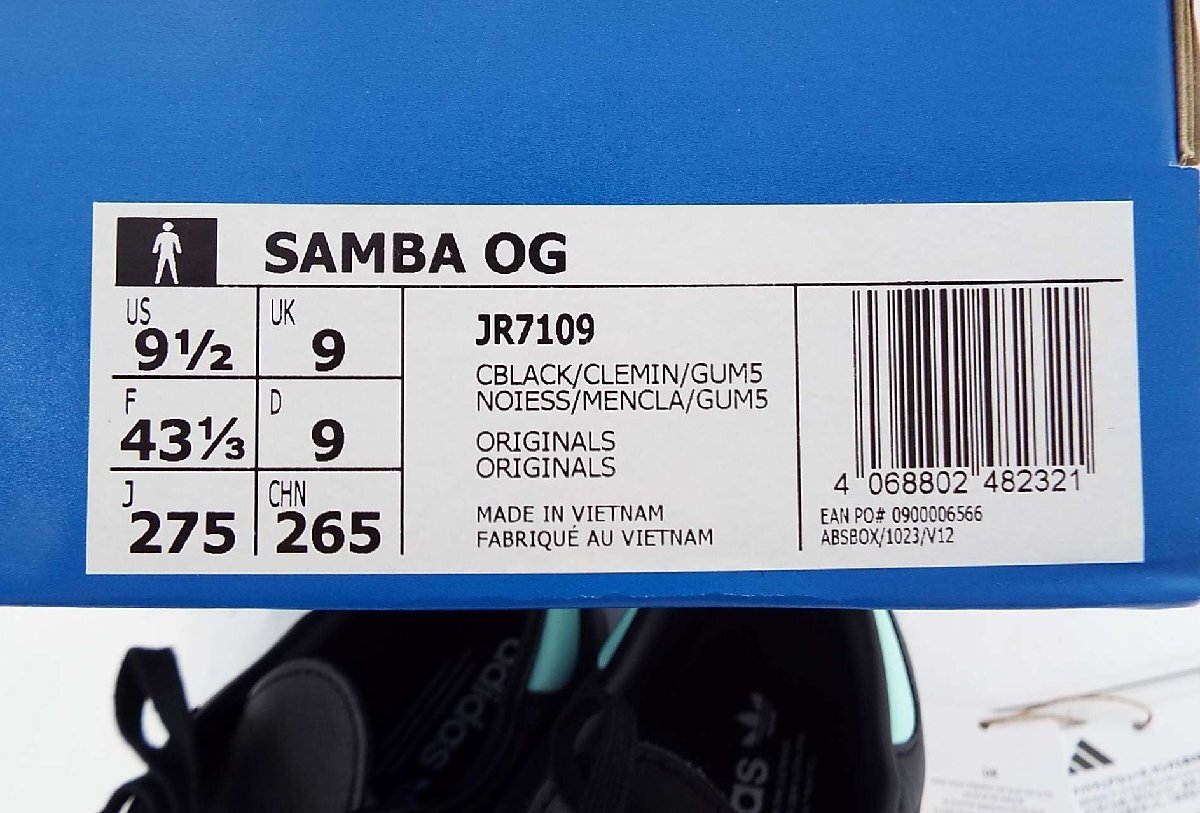 SAMBA OG
US 9½ UK 9
F 43⅓ D 9
J 275 CHN 265
JR7109
CBLACK/CLEMIN/GUM5
NOIESS/MENCLA/GUM5
ORIGINALS
ORIGINALS
MADE IN VIETNAM
FABRIQUÉ AU VIETNAM
4 068802 482321
EAN PO# 0900006566
ABSBOX/1023/V12
adidas
das